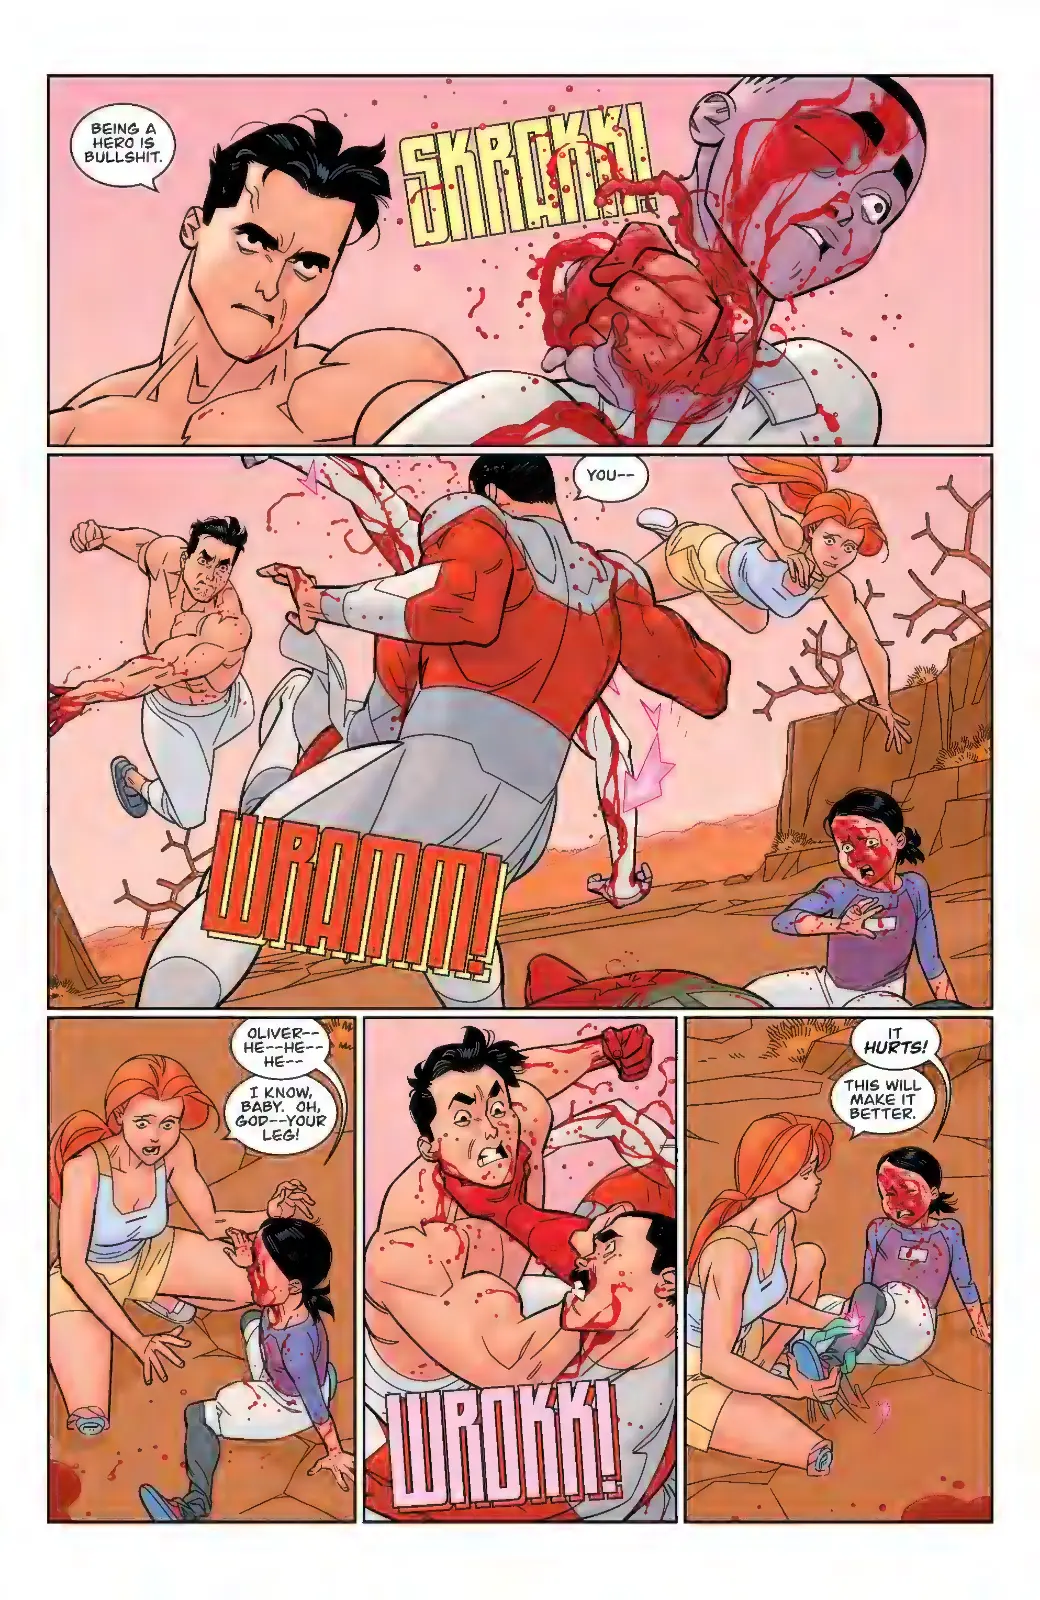 BEING A
HERO IS
BULLSHIT.
SKRAKK!
YOU--
WRAMM!
OLIVER--
HE--HE--
HE--
I KNOW,
BABY. OH,
GOD--YOUR
LEG!
WROKK!
IT
HURTS!
THIS WILL
MAKE IT
BETTER.